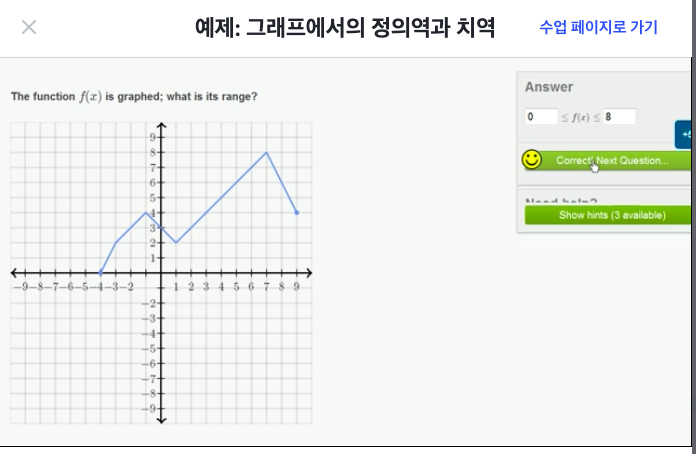 예제: 그래프에서의 정의역과 치역
수업 페이지로 가기
The function f(x) is graphed; what is its range?
Answer
0 ≤ f(x) ≤ 8
Correct! Next Question...
Need help?
Show hints (3 available)
9
8
7
6
5
4
3
2
1
-9 -8 -7 -6 -5 -4 -3 -2 1 2 3 4 5 6 7 8 9
-2
-3
-4
-5
-6
-7
-8
-9